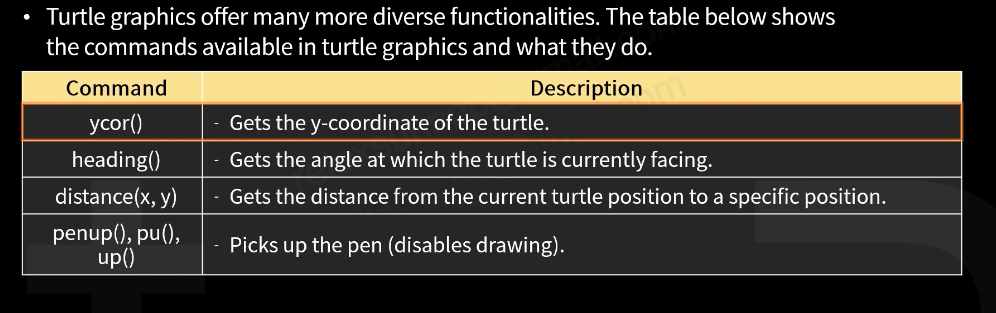 • Turtle graphics offer many more diverse functionalities. The table below shows
the commands available in turtle graphics and what they do.
Command Description
ycor() - Gets the y-coordinate of the turtle.
heading() - Gets the angle at which the turtle is currently facing.
distance(x, y) - Gets the distance from the current turtle position to a specific position.
penup(), pu(),
up() - Picks up the pen (disables drawing).